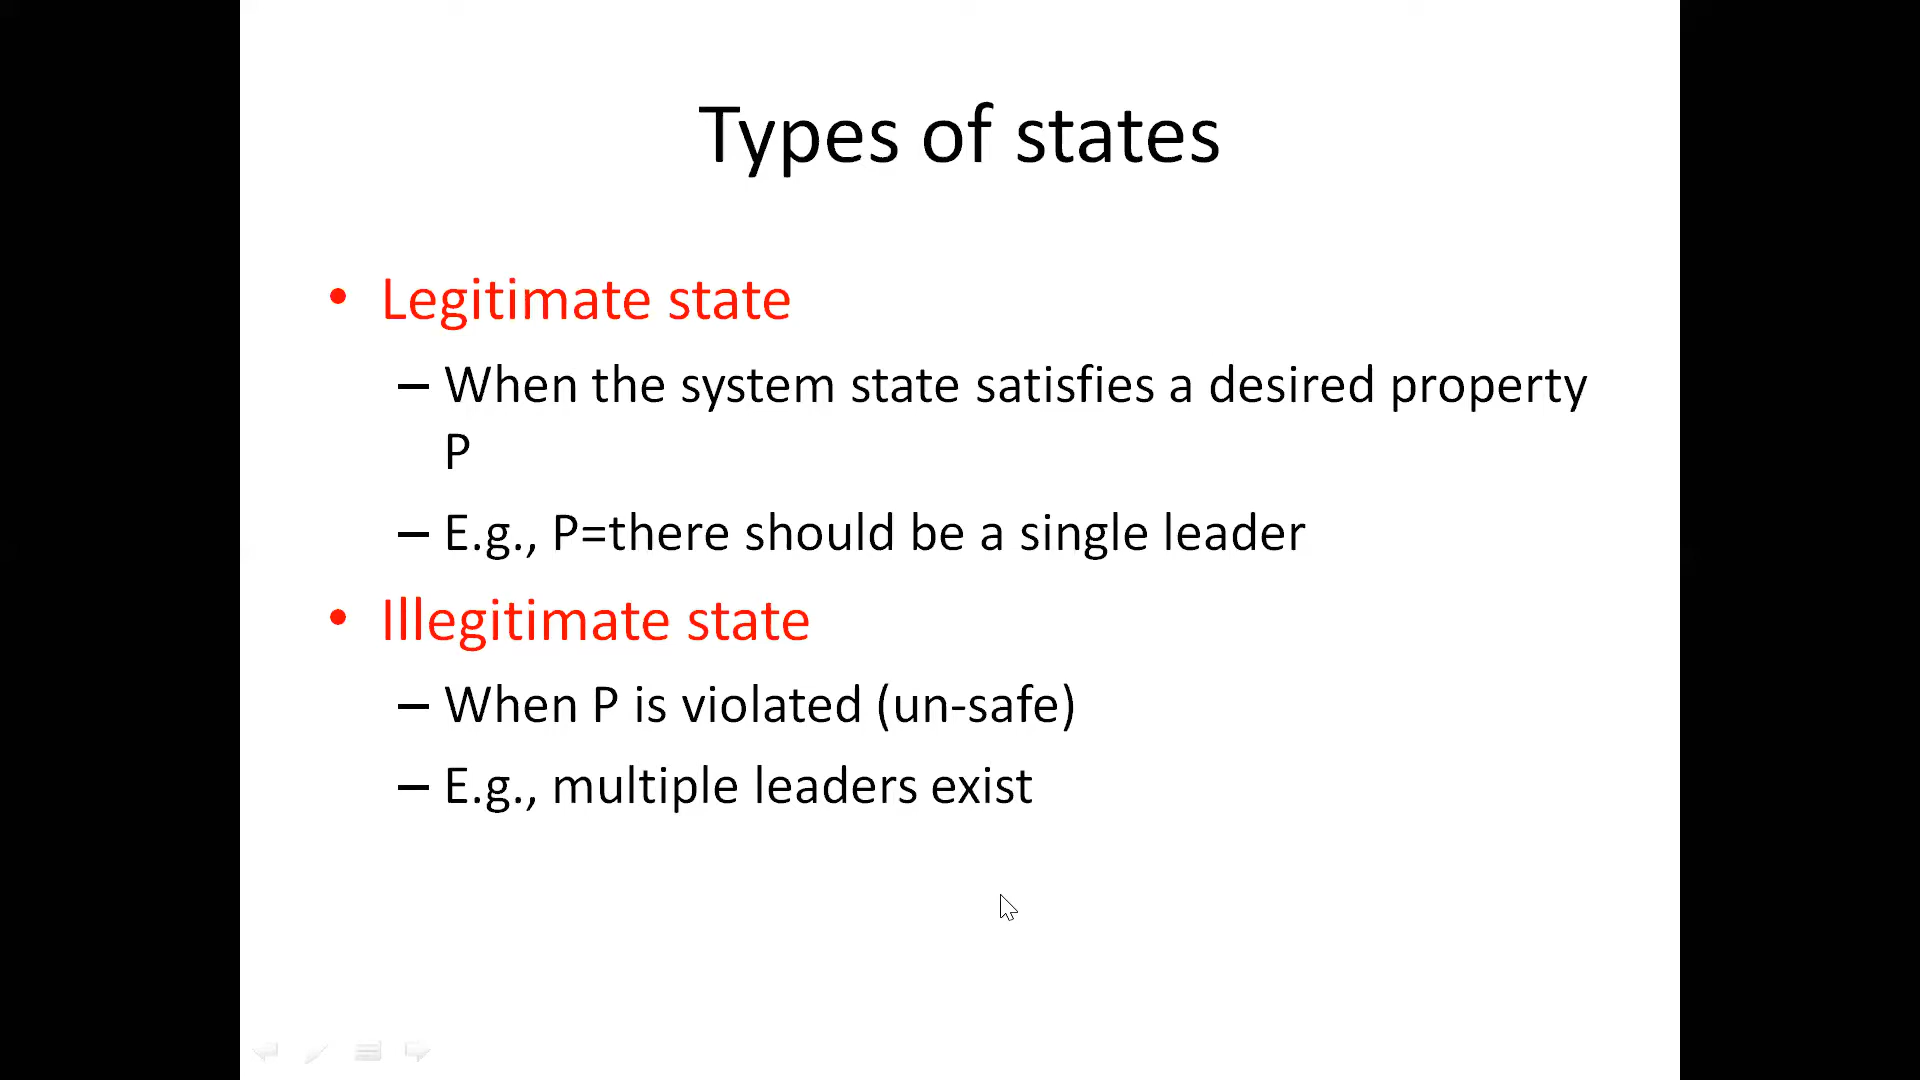 Types of states
• Legitimate state
– When the system state satisfies a desired property
P
– E.g., P=there should be a single leader
• Illegitimate state
– When P is violated (un-safe)
– E.g., multiple leaders exist